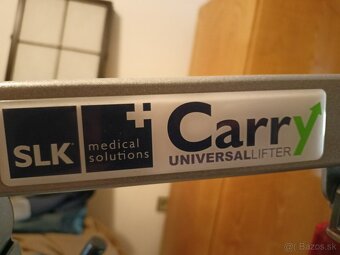 SLK®
medical
solutions
Carry
UNIVERSALLIFTER
Bazos.sk